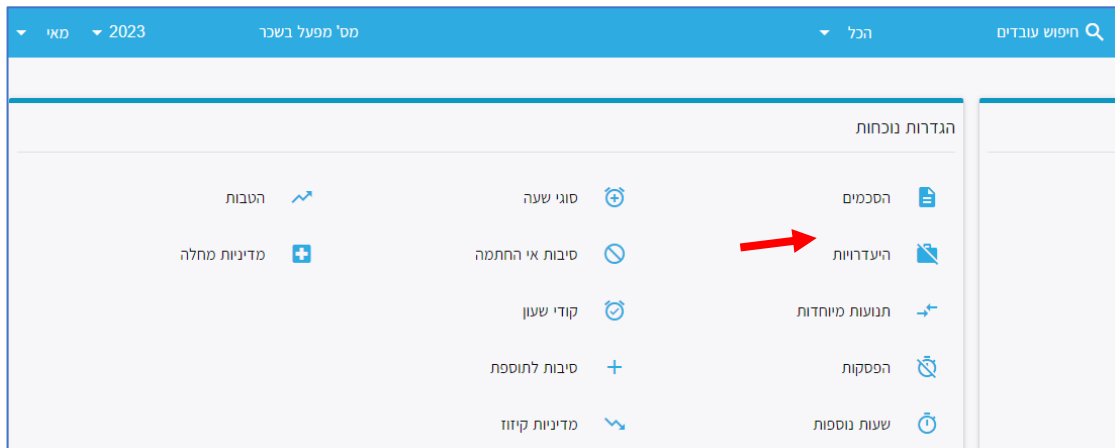 חיפוש עובדים
הכל
מס' מפעל בשכר
2023
מאי
הגדרות נוכחות
הסכמים
סוגי שעה
הטבות
היעדרויות
סיבות אי החתמה
מדיניות מחלה
תנועות מיוחדות
קודי שעון
הפסקות
סיבות לתוספת
שעות נוספות
מדיניות קיזוז